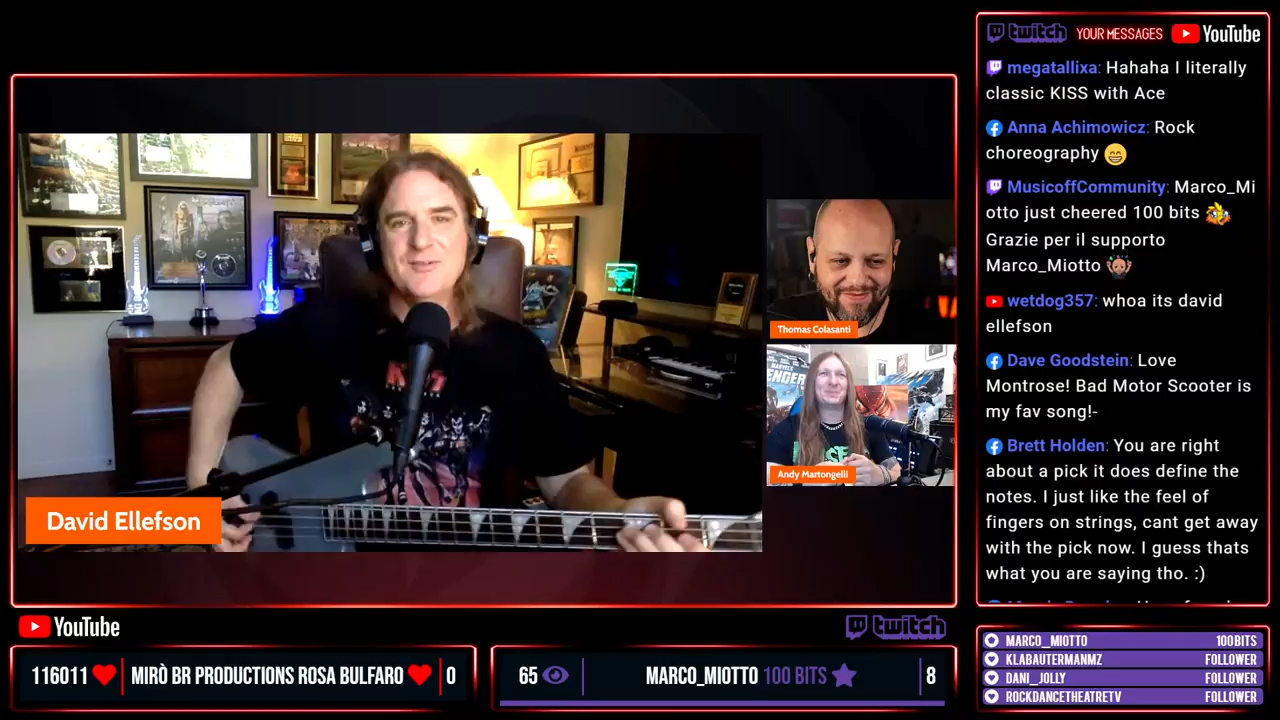 twitch YOUR MESSAGES YouTube
megatallixa: Hahaha I literally
classic KISS with Ace
Anna Achimowicz: Rock
choreography 😁
MusicoffCommunity: Marco_Mi
otto just cheered 100 bits
Grazie per il supporto
Marco_Miotto
wetdog357: whoa its david
ellefson
Dave Goodstein: Love
Montrose! Bad Motor Scooter is
my fav song!-
Brett Holden: You are right
about a pick it does define the
notes. I just like the feel of
fingers on strings, cant get away
with the pick now. I guess thats
what you are saying tho. :)
Thomas Colasanti
Andy Martongelli
David Ellefson
YouTube
twitch
116011 MIRÒ BR PRODUCTIONS ROSA BULFARO 0
65 MARCO_MIOTTO 100 BITS 8
MARCO_MIOTTO 100BITS
KLABAUTERMANMZ FOLLOWER
DANI_JOLLY FOLLOWER
ROCKDANCETHEATRETV FOLLOWER